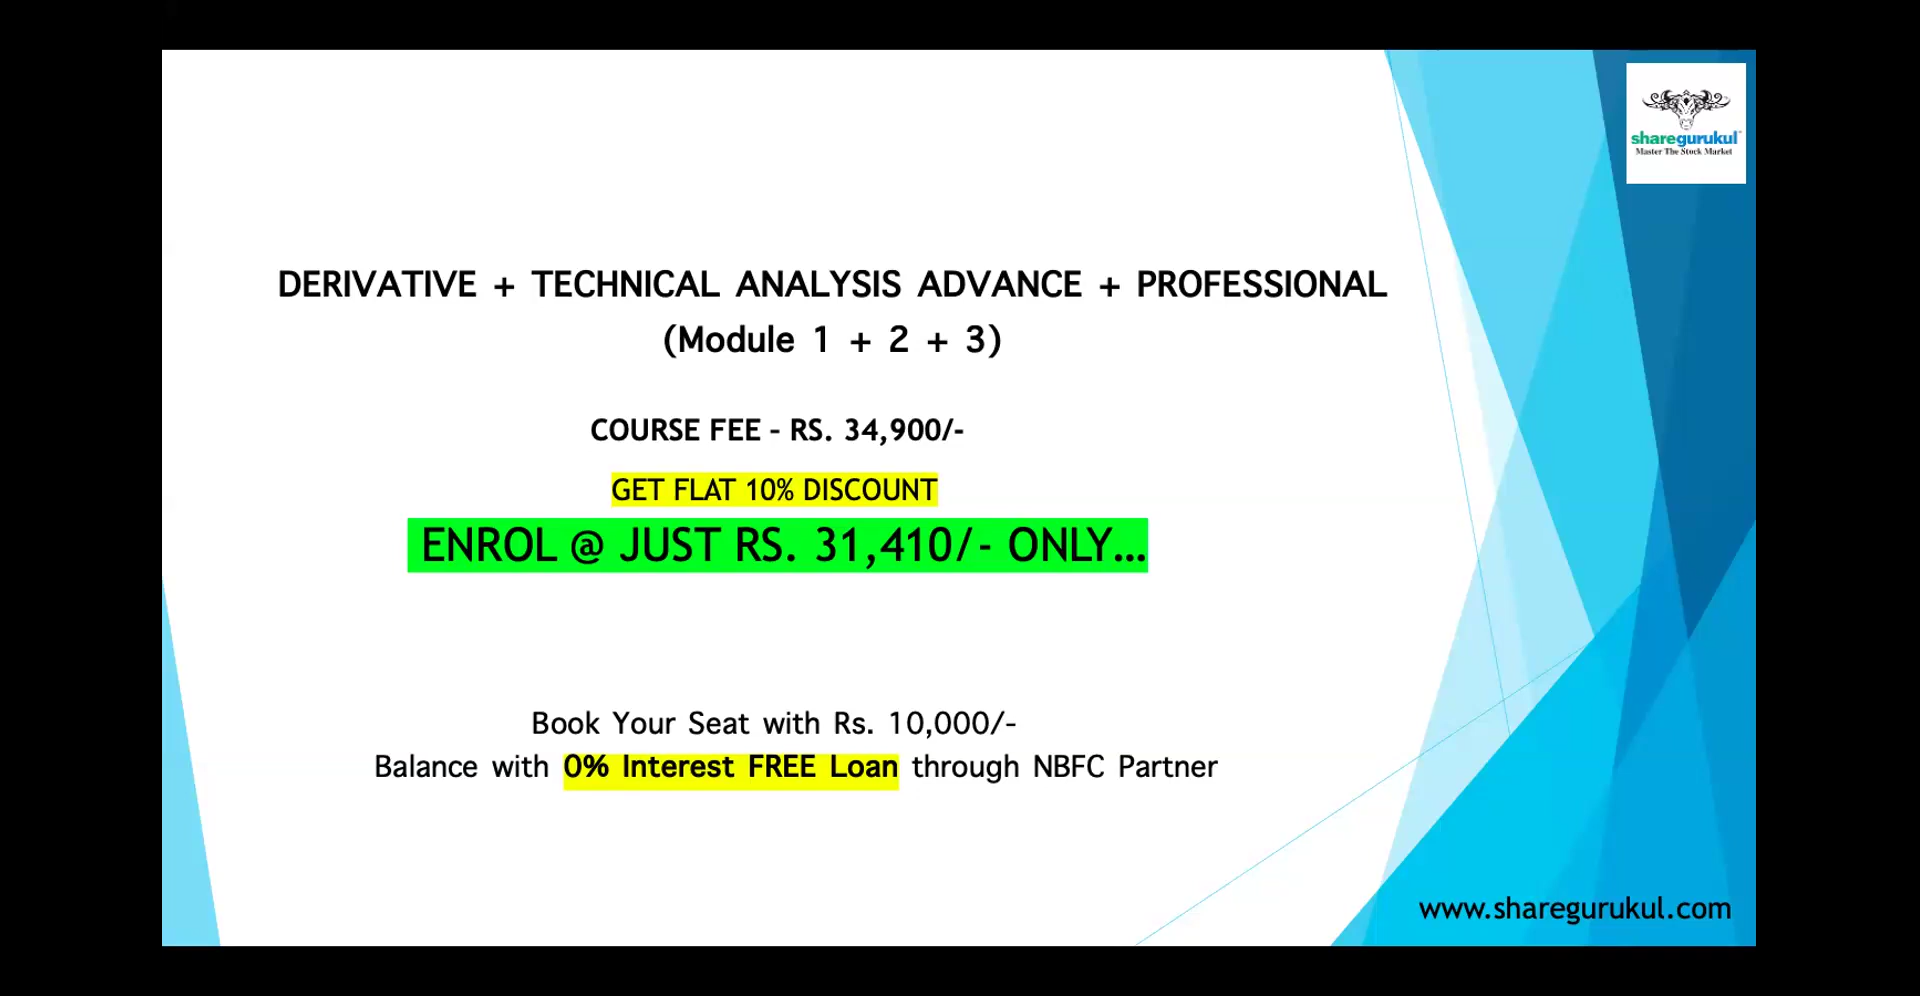 sharegurukul
Master The Stock Market
DERIVATIVE + TECHNICAL ANALYSIS ADVANCE + PROFESSIONAL
(Module 1 + 2 + 3)
COURSE FEE - RS. 34,900/-
GET FLAT 10% DISCOUNT
ENROL @ JUST RS. 31,410/- ONLY...
Book Your Seat with Rs. 10,000/-
Balance with 0% Interest FREE Loan through NBFC Partner
www.sharegurukul.com